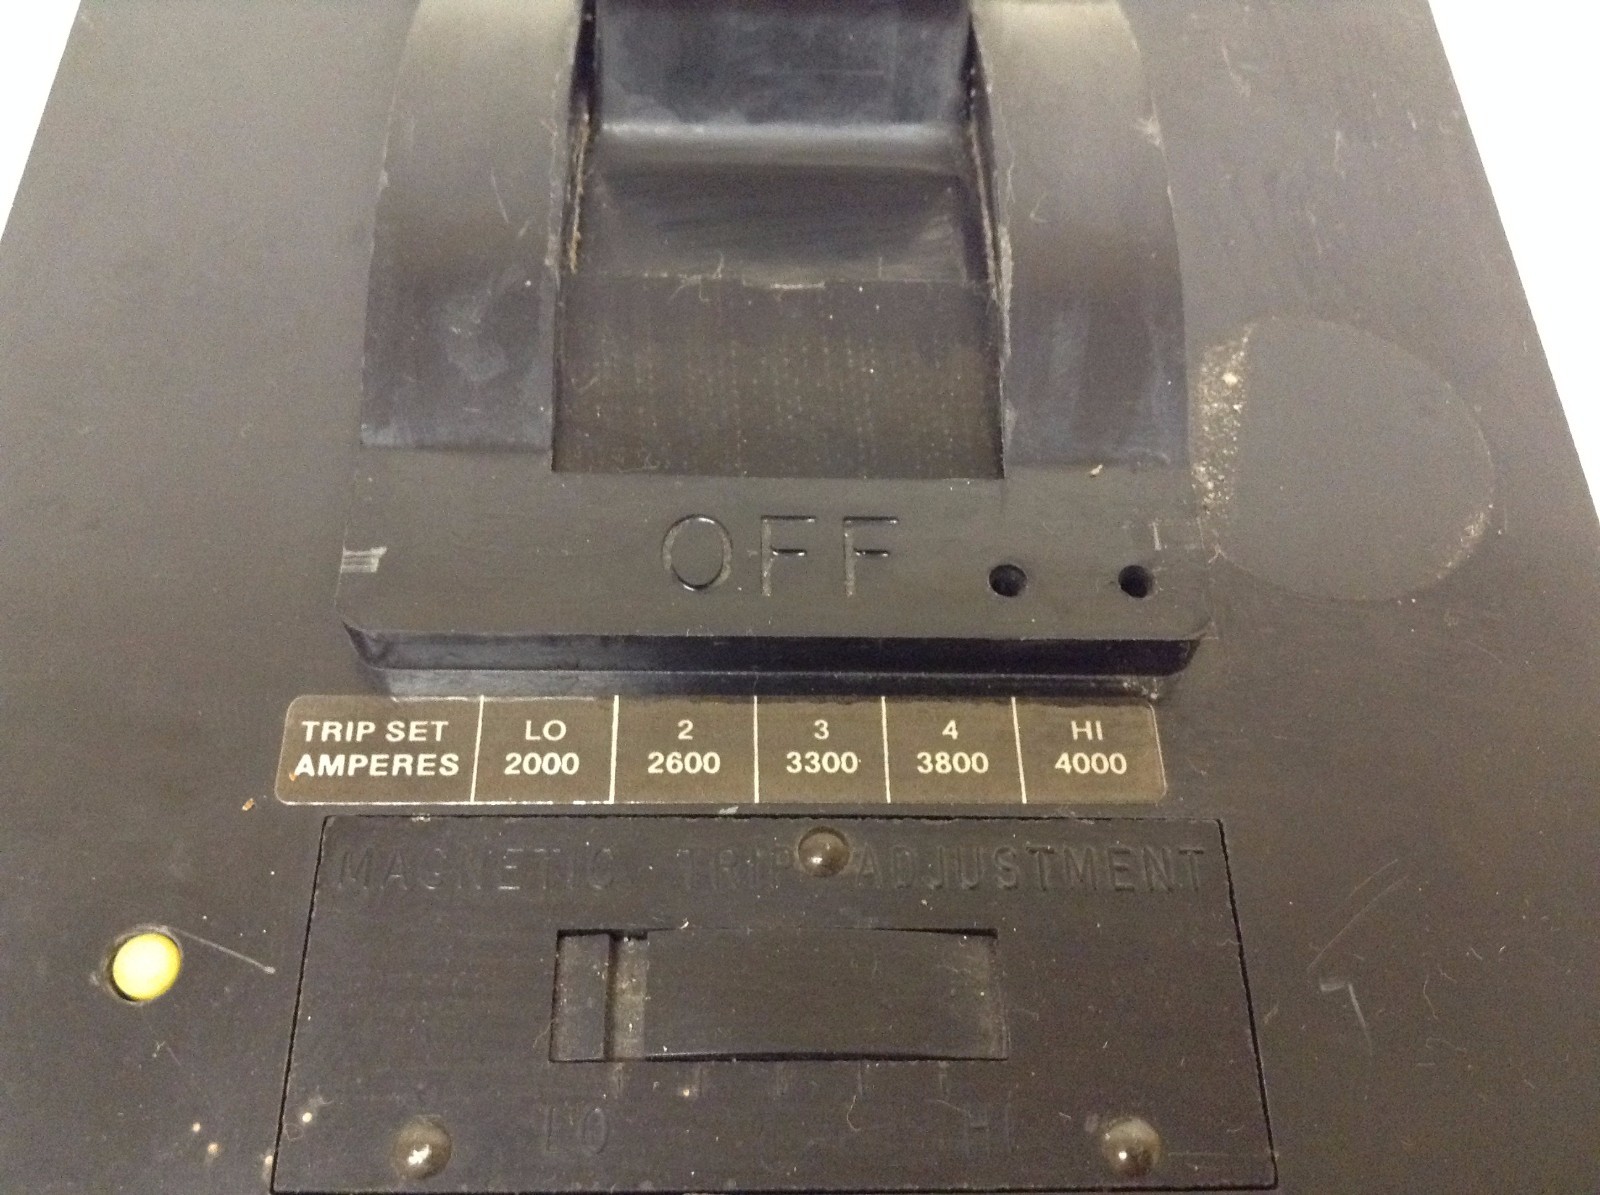 OFF
TRIP SET LO 2 3 4 HI
AMPERES 2000 2600 3300 3800 4000
MAGNETIC TRIP ADJUSTMENT
LO HI